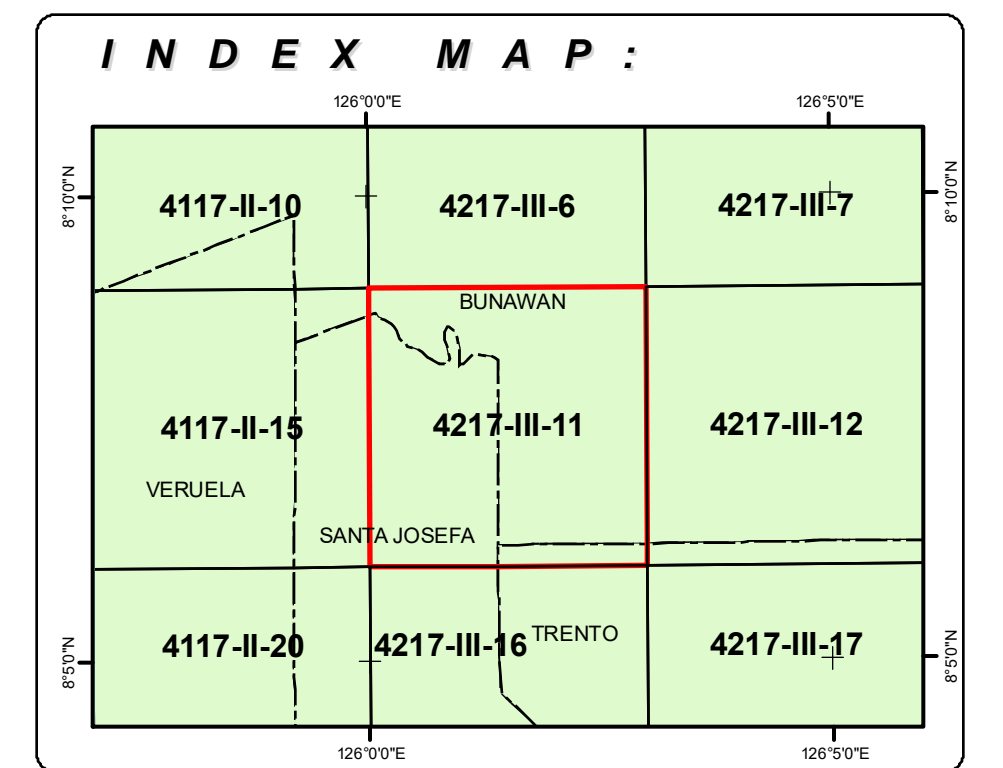 INDEX MAP:
126°0'0"E 126°5'0"E
8°10'0"N 8°10'0"N
4117-II-10 4217-III-6 4217-III-7
BUNAWAN
4117-II-15 4217-III-11 4217-III-12
VERUELA
SANTA JOSEFA
TRENTO
4117-II-20 4217-III-16 4217-III-17
8°5'0"N 8°5'0"N
126°0'0"E 126°5'0"E